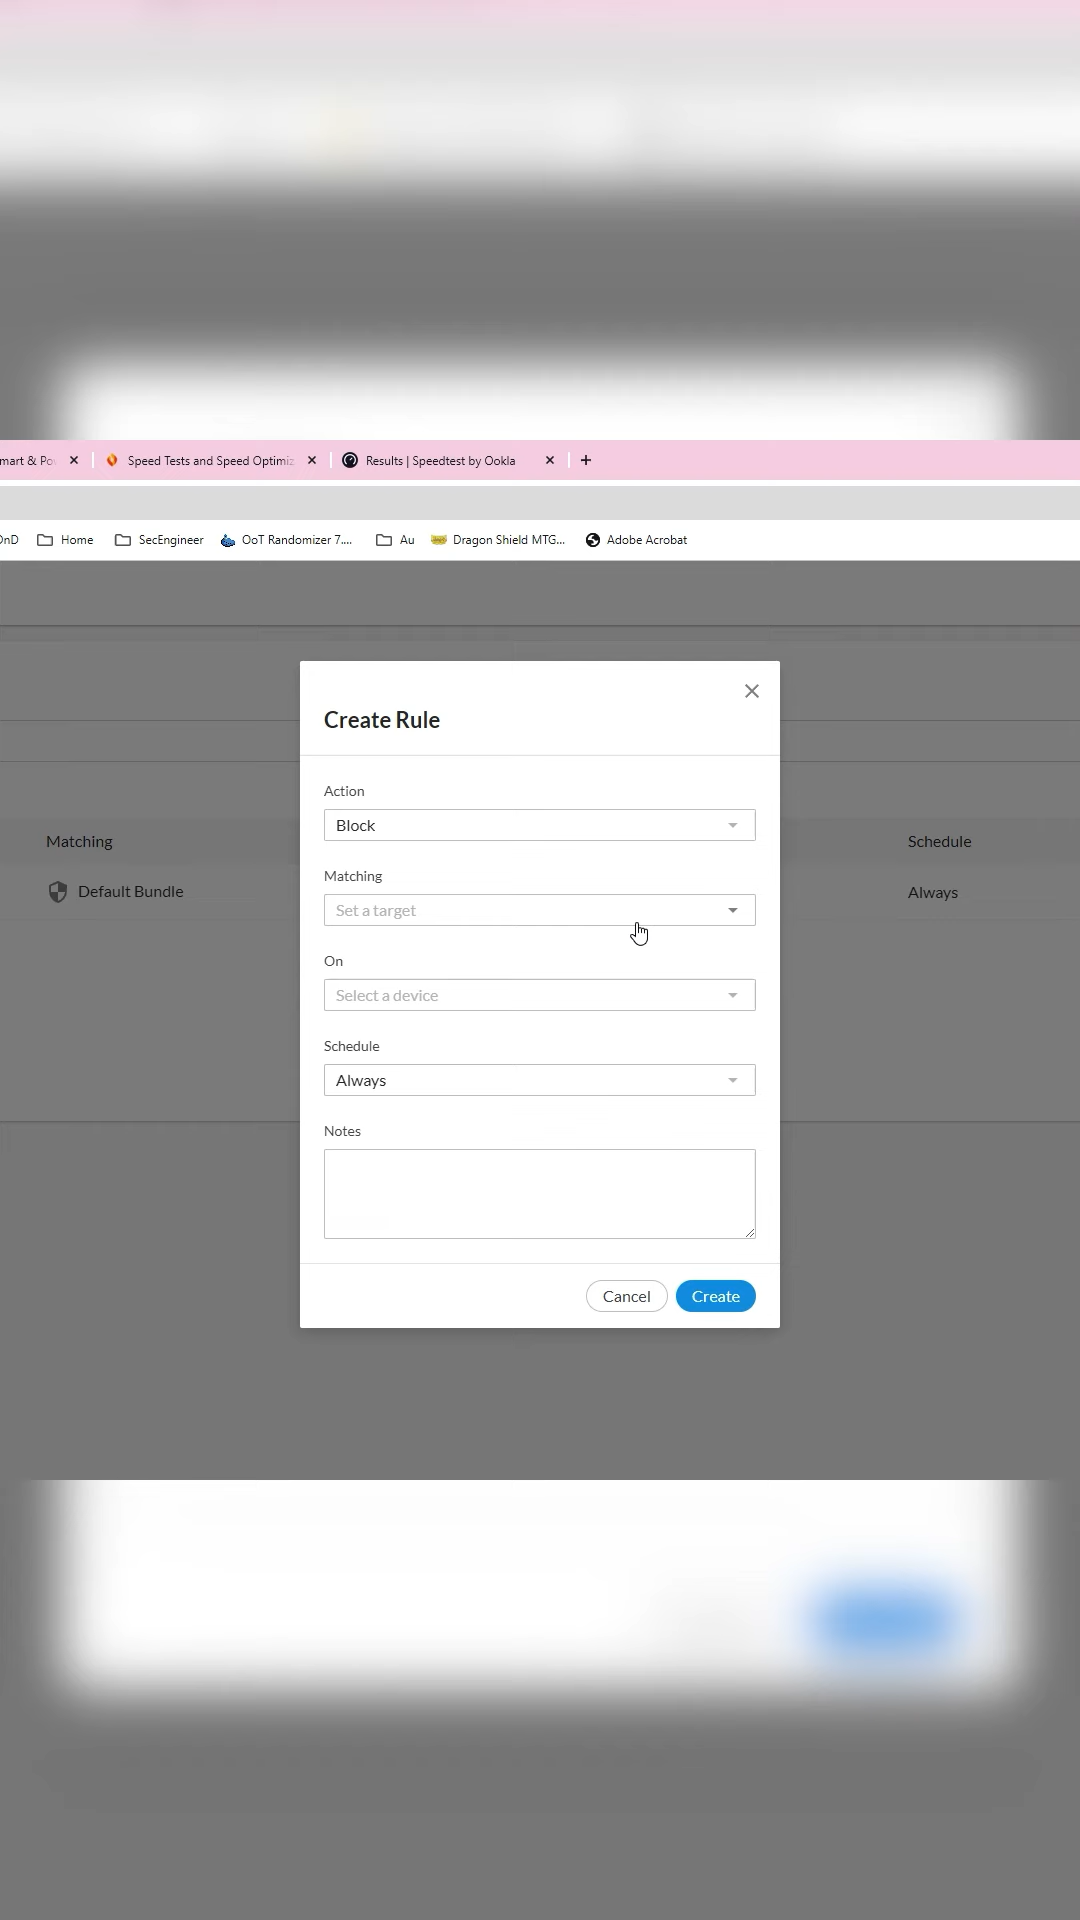 mart & Po
Speed Tests and Speed Optimiz
Results | Speedtest by Ookla
DnD
Home
SecEngineer
OoT Randomizer 7....
Au
Dragon Shield MTG...
Adobe Acrobat
Create Rule
Action
Block
Matching
Schedule
Matching
Set a target
Default Bundle
Always
On
Select a device
Schedule
Always
Notes
Cancel
Create